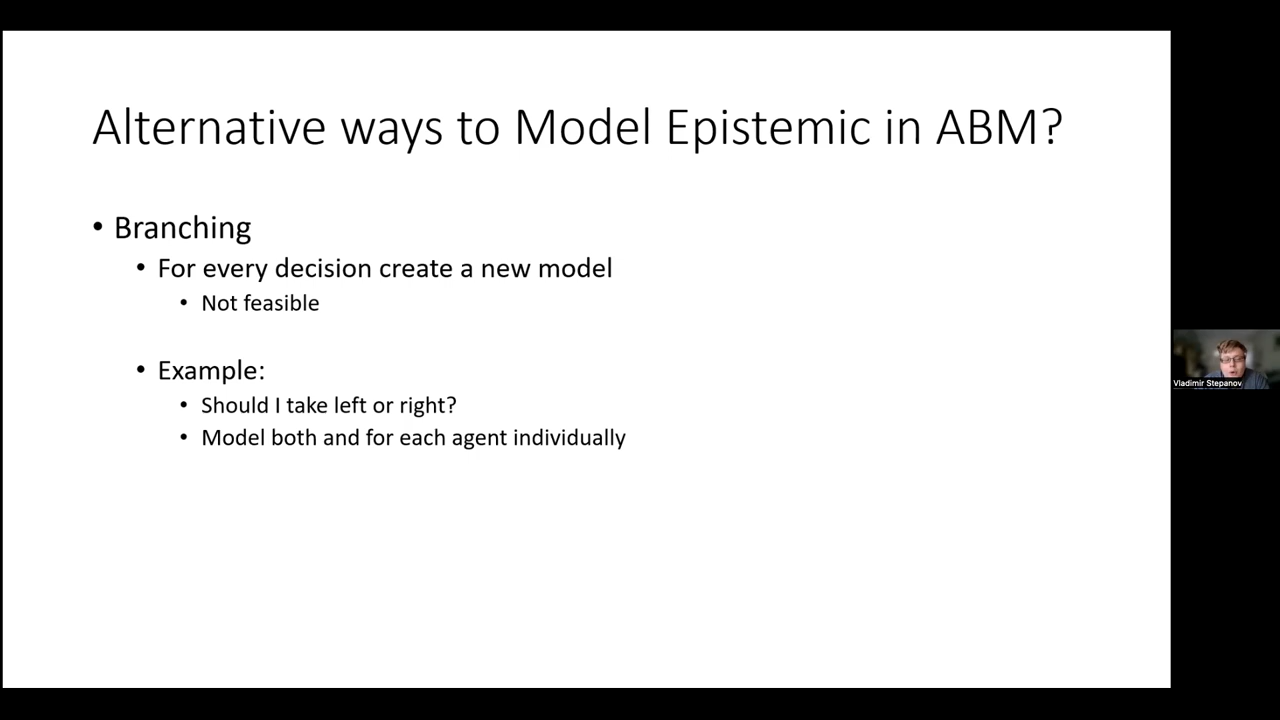 Alternative ways to Model Epistemic in ABM?
• Branching
• For every decision create a new model
• Not feasible
• Example:
• Should I take left or right?
• Model both and for each agent individually
Vladimir Stepanov